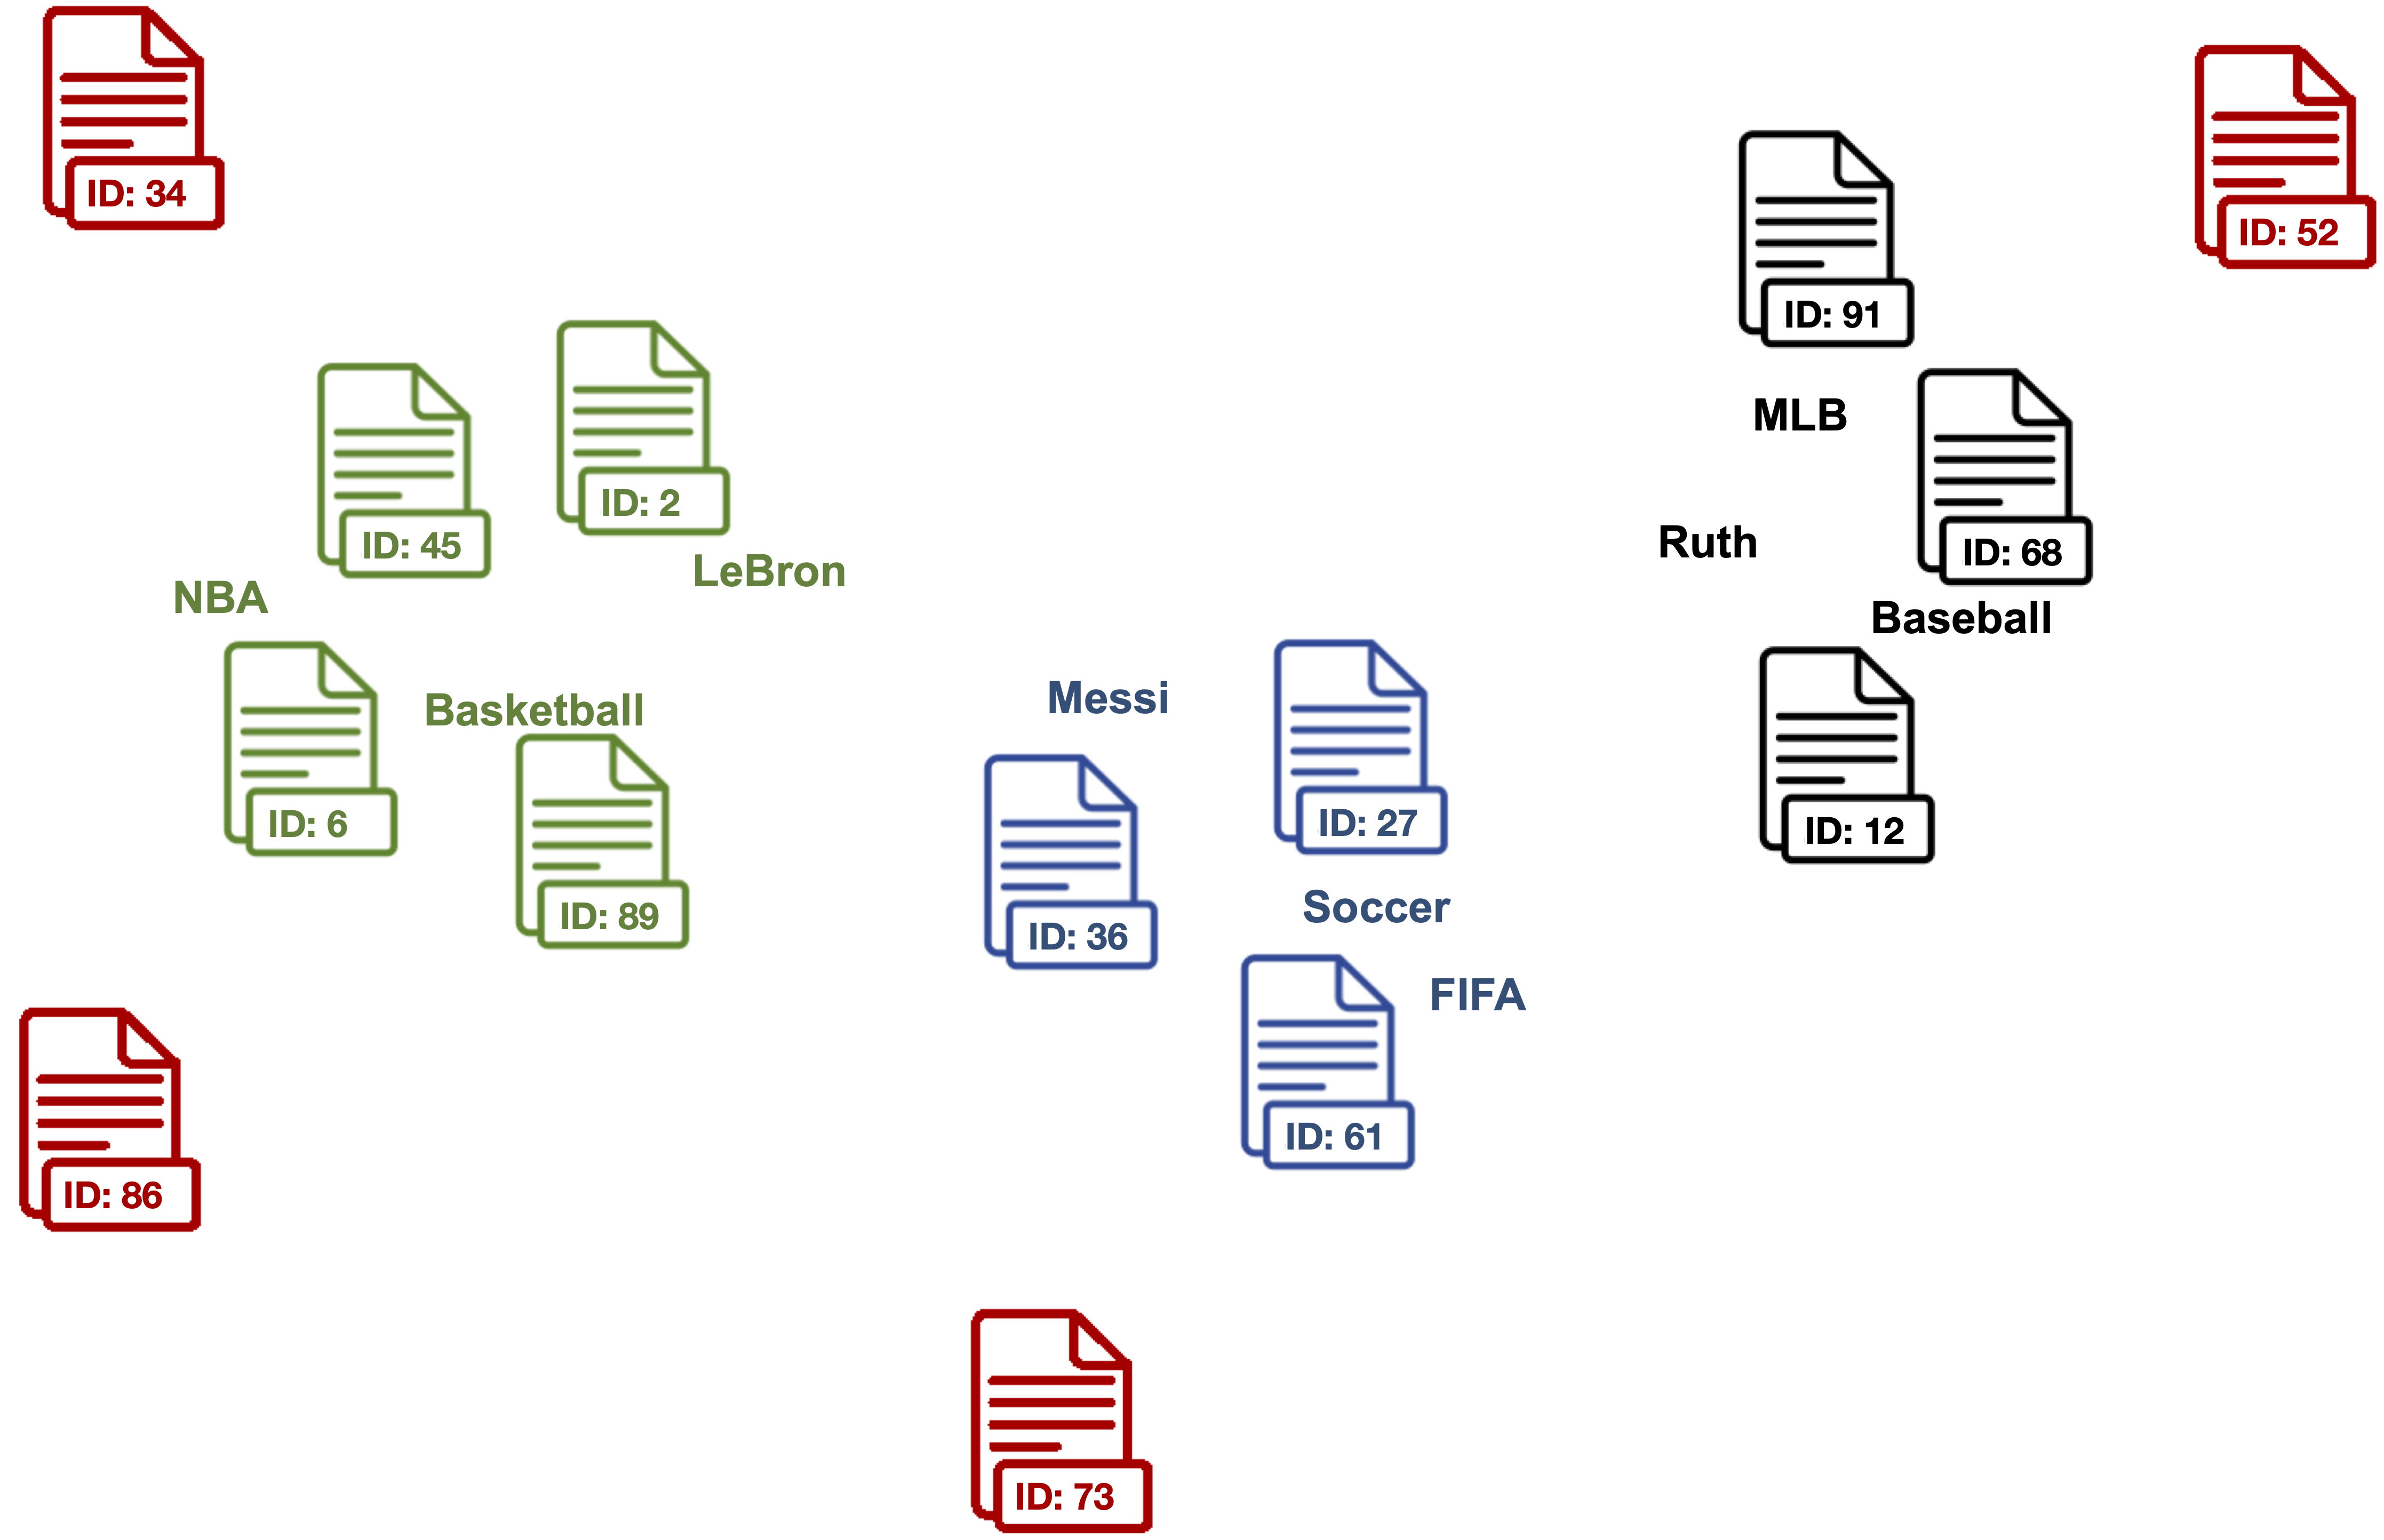 ID: 34
ID: 52
ID: 91
MLB
ID: 2
ID: 45
LeBron
NBA
Ruth
ID: 68
Baseball
Basketball
Messi
ID: 6
ID: 27
ID: 12
ID: 89
ID: 36
Soccer
FIFA
ID: 61
ID: 86
ID: 73